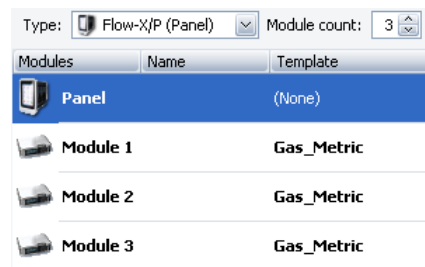 Type: Flow-X/P (Panel) Module count: 3
Modules Name Template
Panel (None)
Module 1 Gas_Metric
Module 2 Gas_Metric
Module 3 Gas_Metric